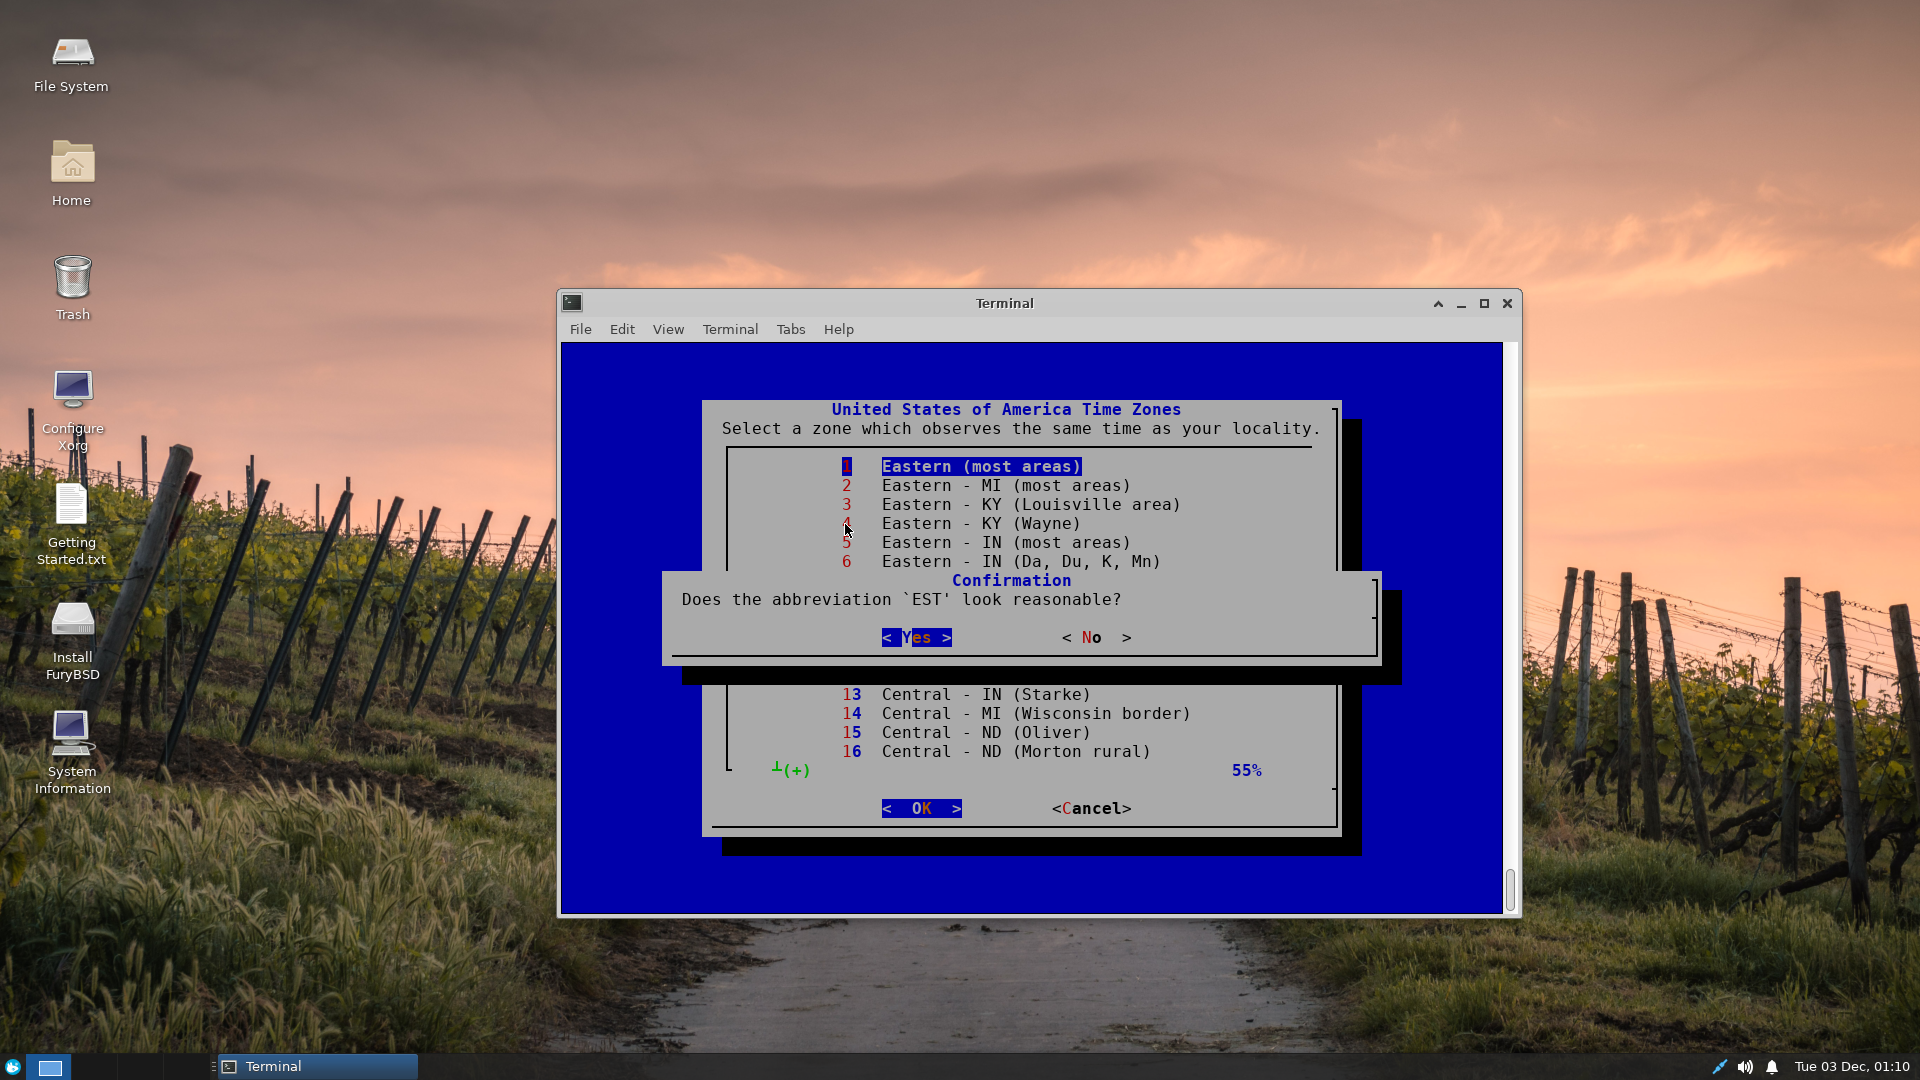 File System
Home
Trash
Configure
Xorg
Getting
Started.txt
Install
FuryBSD
System
Information
Terminal
File Edit View Terminal Tabs Help
United States of America Time Zones
Select a zone which observes the same time as your locality.
1 Eastern (most areas)
2 Eastern - MI (most areas)
3 Eastern - KY (Louisville area)
4 Eastern - KY (Wayne)
5 Eastern - IN (most areas)
6 Eastern - IN (Da, Du, K, Mn)
Confirmation
Does the abbreviation `EST' look reasonable?
< Yes > < No >
13 Central - IN (Starke)
14 Central - MI (Wisconsin border)
15 Central - ND (Oliver)
16 Central - ND (Morton rural)
┴(+) 55%
< OK > <Cancel>
Terminal
Tue 03 Dec, 01:10